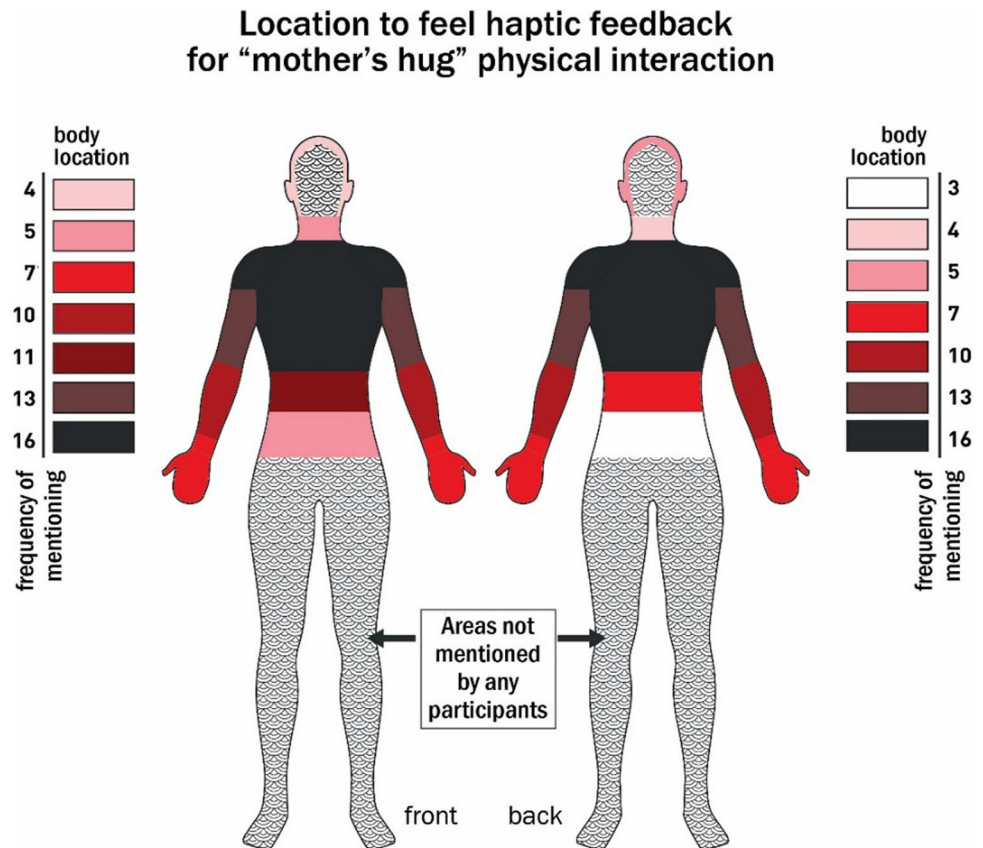 Location to feel haptic feedback
for “mother’s hug” physical interaction
body
location
4
5
7'
10
11
13
16
frequency of
mentioning
body
location
3
4
5
7
10
13
16
frequency of
mentioning
Areas not
mentioned
by any
participants
front
back